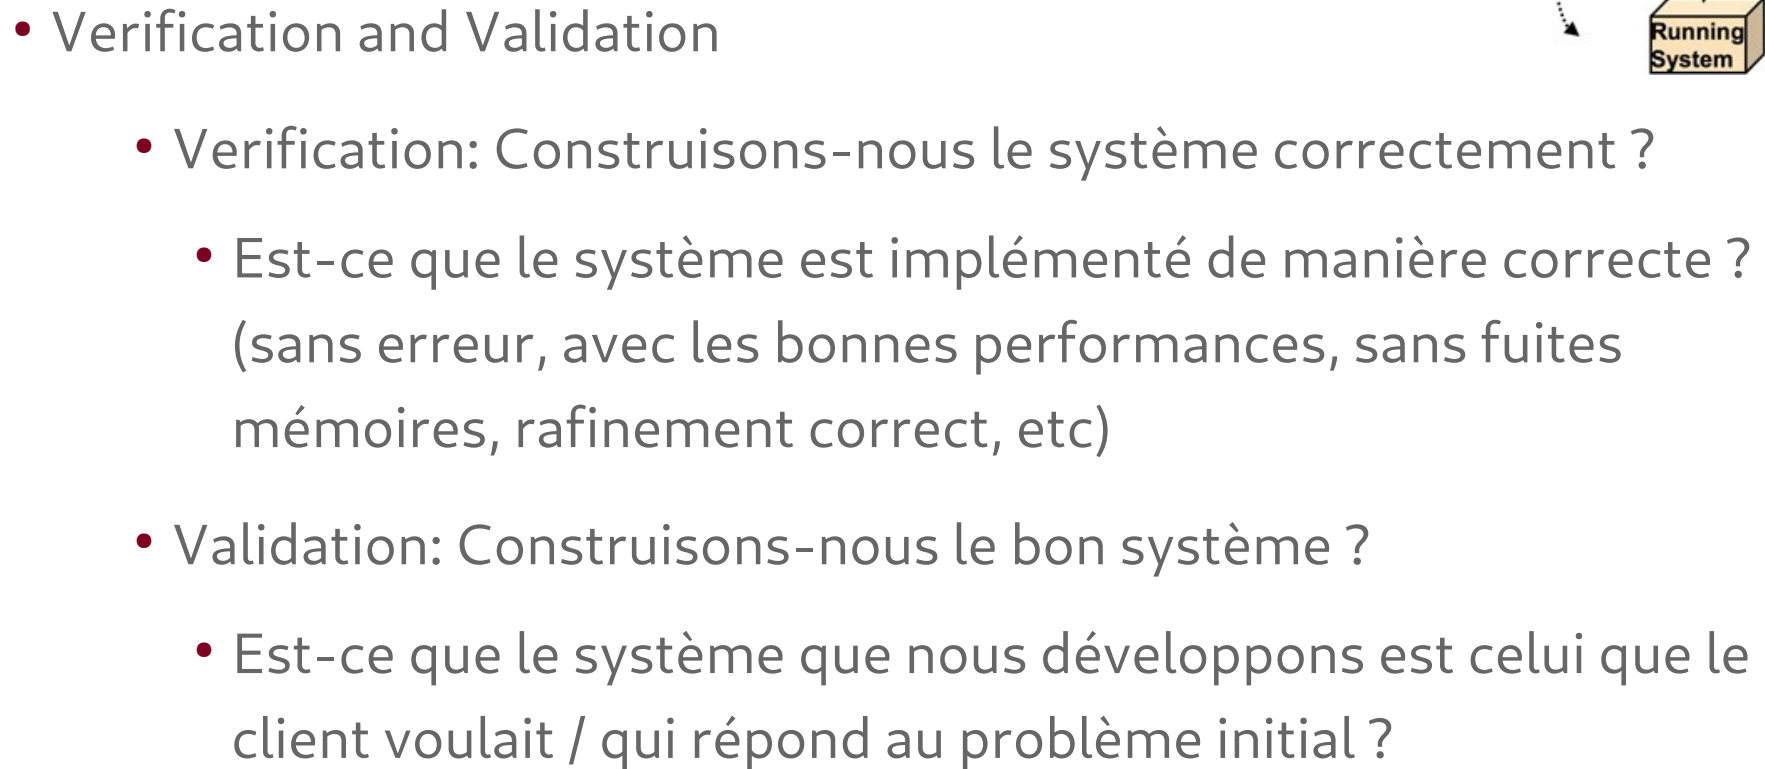 • Verification and Validation
Running
System
• Verification: Construisons-nous le système correctement ?
• Est-ce que le système est implémenté de manière correcte ?
(sans erreur, avec les bonnes performances, sans fuites
mémoires, rafinement correct, etc)
• Validation: Construisons-nous le bon système ?
• Est-ce que le système que nous développons est celui que le
client voulait / qui répond au problème initial ?